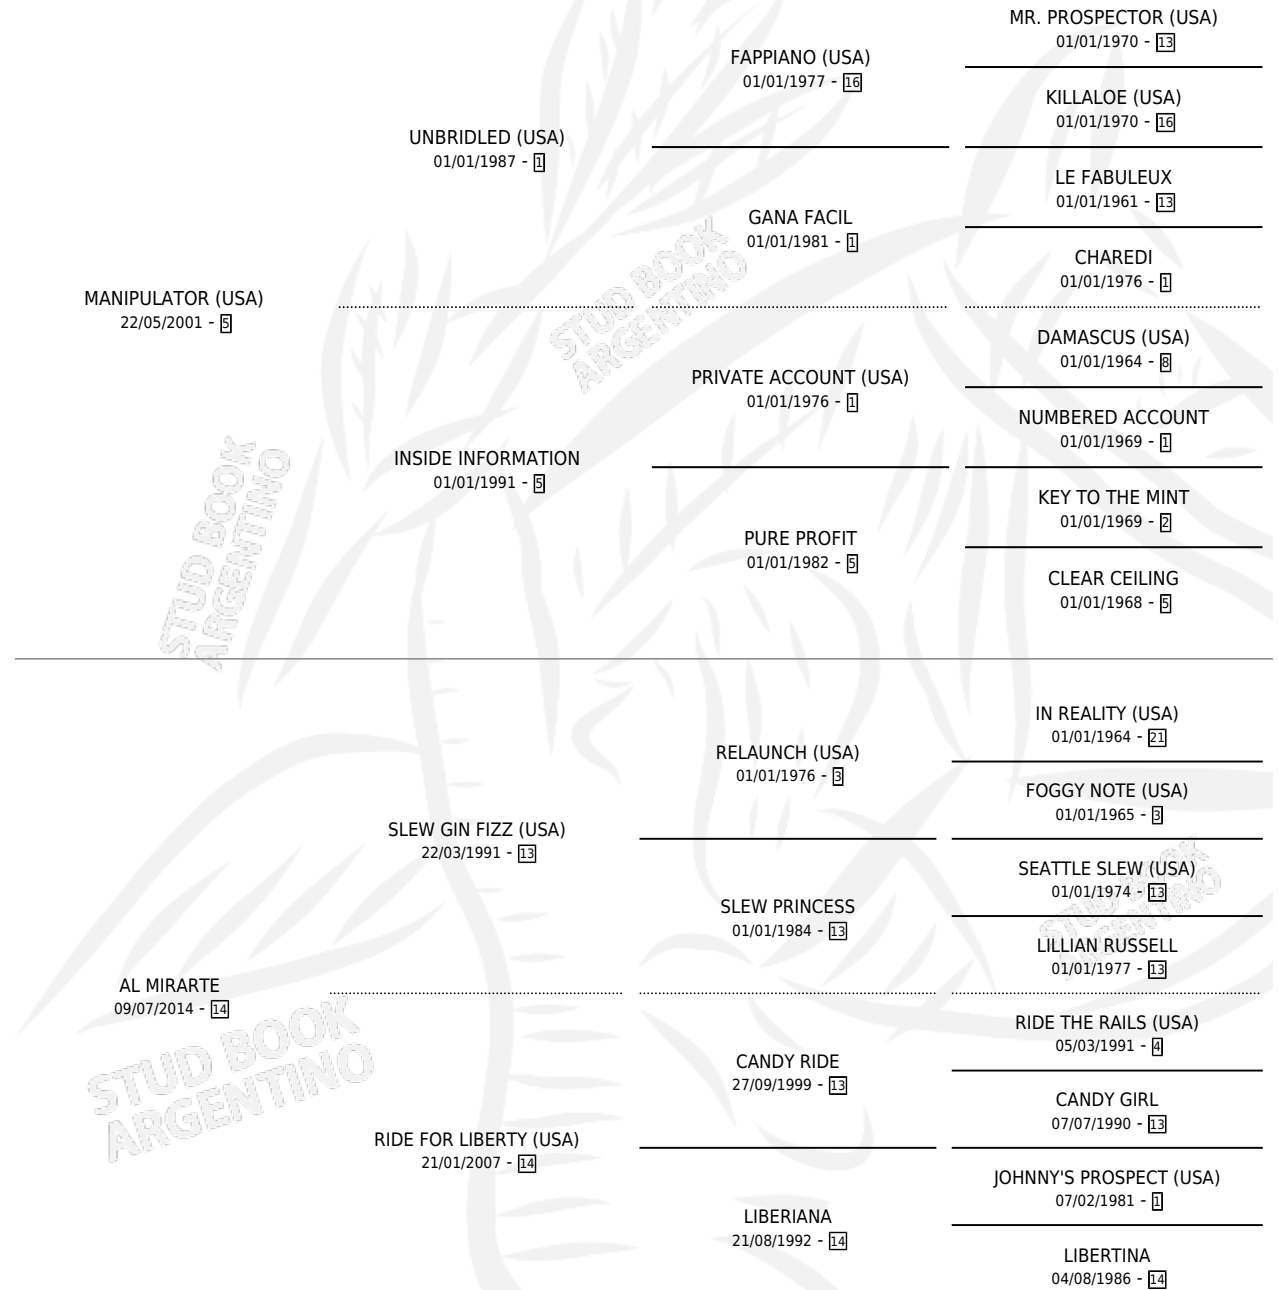 MR. PROSPECTOR (USA)
01/01/1970 - 13
FAPPIANO (USA)
01/01/1977 - 16
KILLALOE (USA)
01/01/1970 - 16
UNBRIDLED (USA)
01/01/1987 - 1
LE FABULEUX
01/01/1961 - 13
GANA FACIL
01/01/1981 - 1
CHAREDI
01/01/1976 - 1
MANIPULATOR (USA)
22/05/2001 - 5
STUD BOOK
ARGENTINO
DAMASCUS (USA)
01/01/1964 - 8
PRIVATE ACCOUNT (USA)
01/01/1976 - 1
NUMBERED ACCOUNT
01/01/1969 - 1
INSIDE INFORMATION
01/01/1991 - 5
KEY TO THE MINT
01/01/1969 - 2
PURE PROFIT
01/01/1982 - 5
CLEAR CEILING
01/01/1968 - 5
STUD BOOK
ARGENTINO
IN REALITY (USA)
01/01/1964 - 21
RELAUNCH (USA)
01/01/1976 - 3
FOGGY NOTE (USA)
01/01/1965 - 3
SLEW GIN FIZZ (USA)
22/03/1991 - 13
SEATTLE SLEW (USA)
01/01/1974 - 13
SLEW PRINCESS
01/01/1984 - 13
STUD BOOK
ARGENTINO
LILLIAN RUSSELL
01/01/1977 - 13
AL MIRARTE
09/07/2014 - 14
RIDE THE RAILS (USA)
05/03/1991 - 4
CANDY RIDE
27/09/1999 - 13
CANDY GIRL
07/07/1990 - 13
STUD BOOK
ARGENTINO
RIDE FOR LIBERTY (USA)
21/01/2007 - 14
JOHNNY'S PROSPECT (USA)
07/02/1981 - 1
LIBERIANA
21/08/1992 - 14
LIBERTINA
04/08/1986 - 14